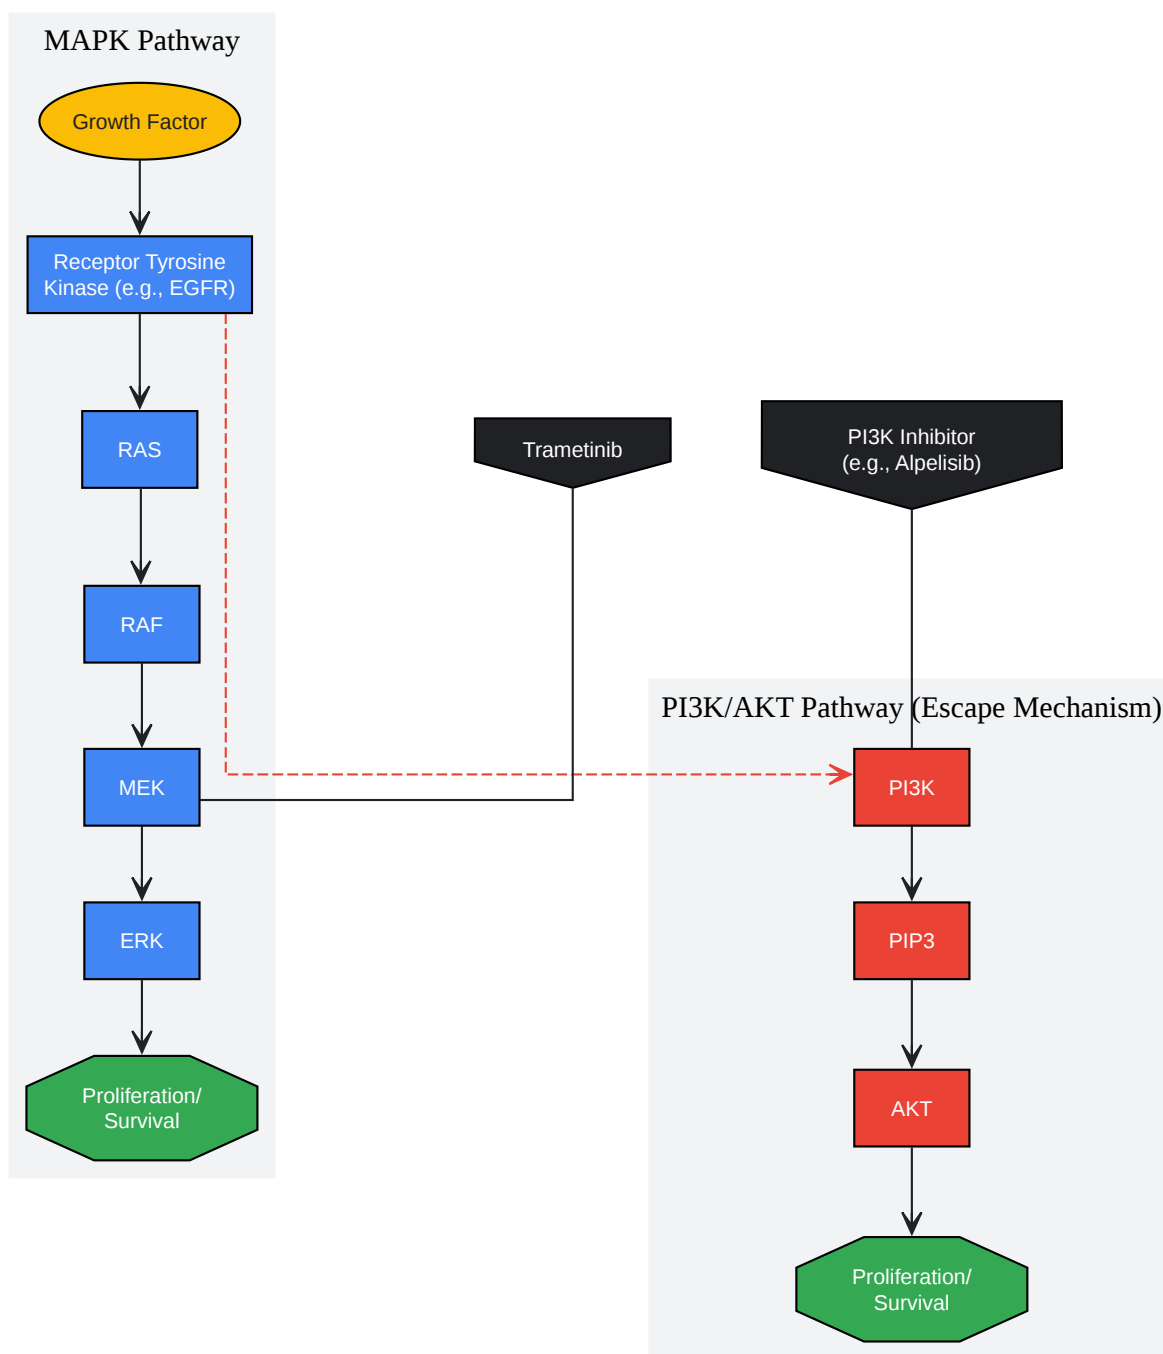 MAPK Pathway
Growth Factor
Receptor Tyrosine
Kinase (e.g., EGFR)
RAS
RAF
MEK
ERK
Proliferation/
Survival
Trametinib
PI3K Inhibitor
(e.g., Alpelisib)
PI3K/AKT Pathway (Escape Mechanism)
PI3K
PIP3
AKT
Proliferation/
Survival